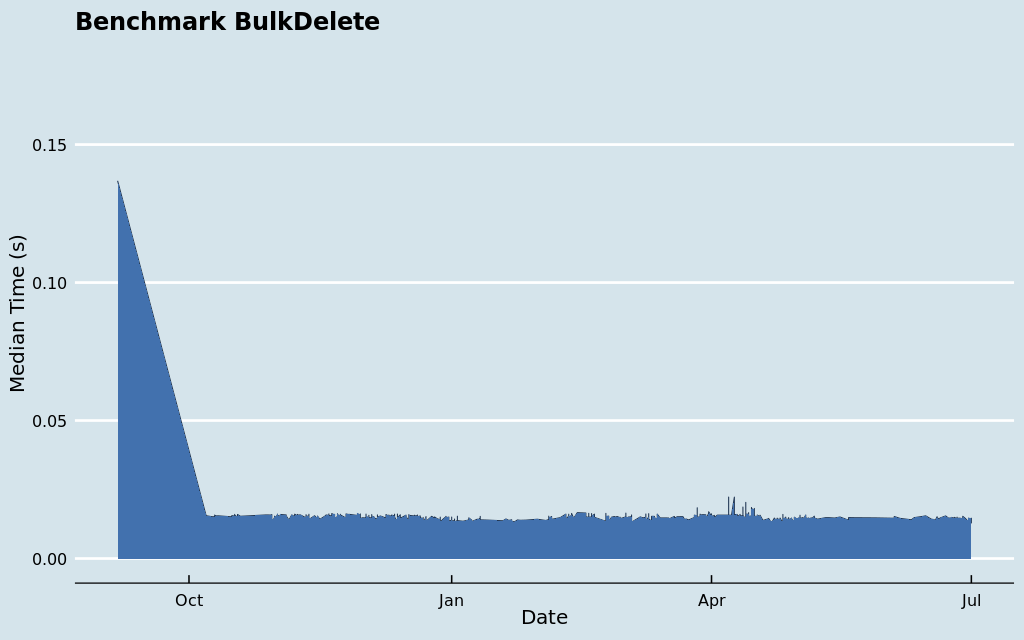 Benchmark BulkDelete
Median Time (s)
0.15
0.10
0.05
0.00
Oct Jan Apr Jul
Date